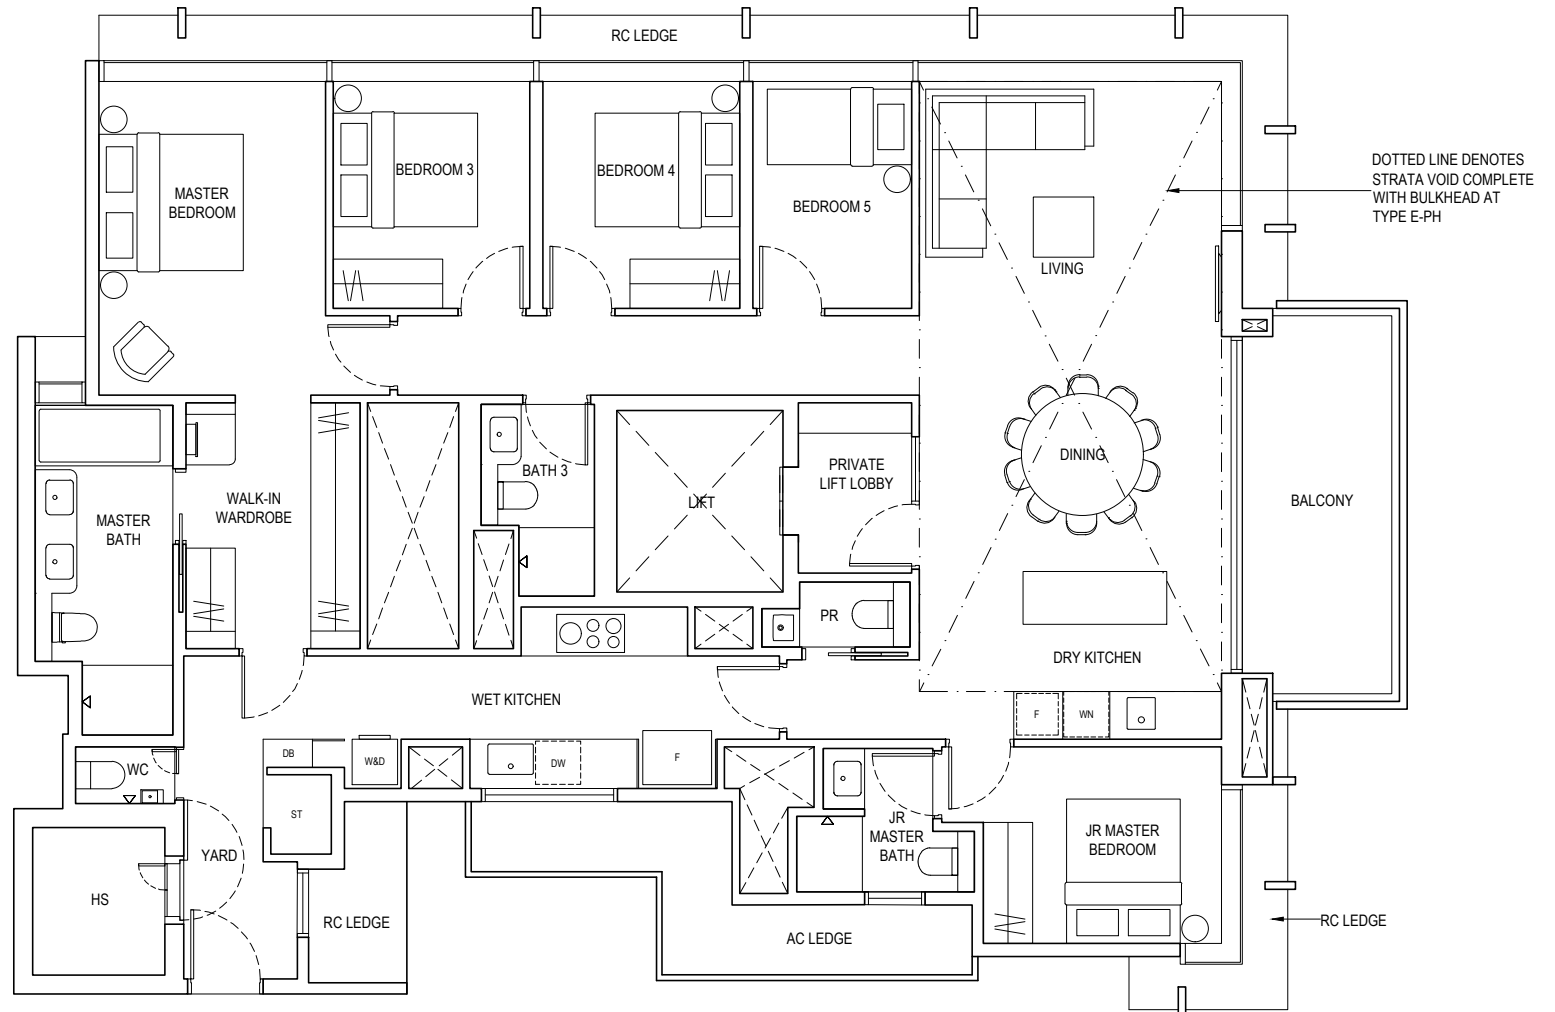 RC LEDGE
DOTTED LINE DENOTES
STRATA VOID COMPLETE
WITH BULKHEAD AT
TYPE E-PH
MASTER
BEDROOM
BEDROOM 3
BEDROOM 4
BEDROOM 5
LIVING
DINING
BALCONY
PRIVATE
LIFT LOBBY
LIFT
BATH 3
WALK-IN
WARDROBE
MASTER
BATH
PR
DRY KITCHEN
WET KITCHEN
F
WN
DB
W&D
DW
F
WC
ST
YARD
HS
RC LEDGE
JR
MASTER
BATH
JR MASTER
BEDROOM
AC LEDGE
RC LEDGE